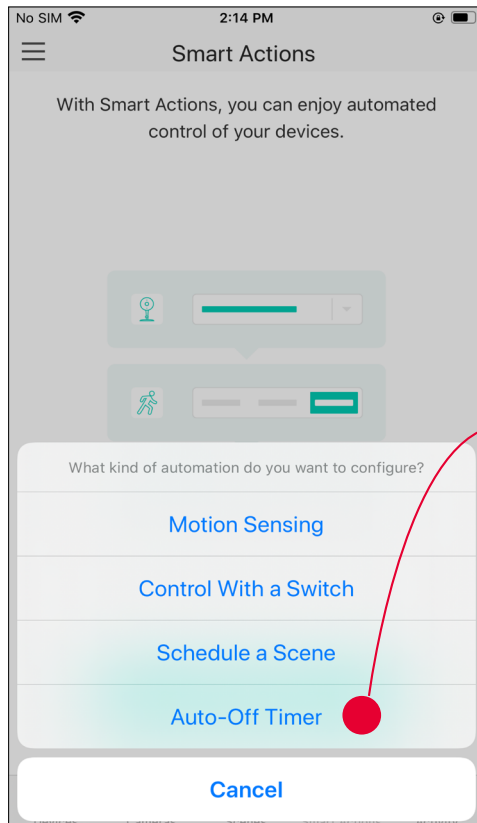 No SIM 2:14 PM
Smart Actions
With Smart Actions, you can enjoy automated
control of your devices.
What kind of automation do you want to configure?
Motion Sensing
Control With a Switch
Schedule a Scene
Auto-Off Timer
Cancel